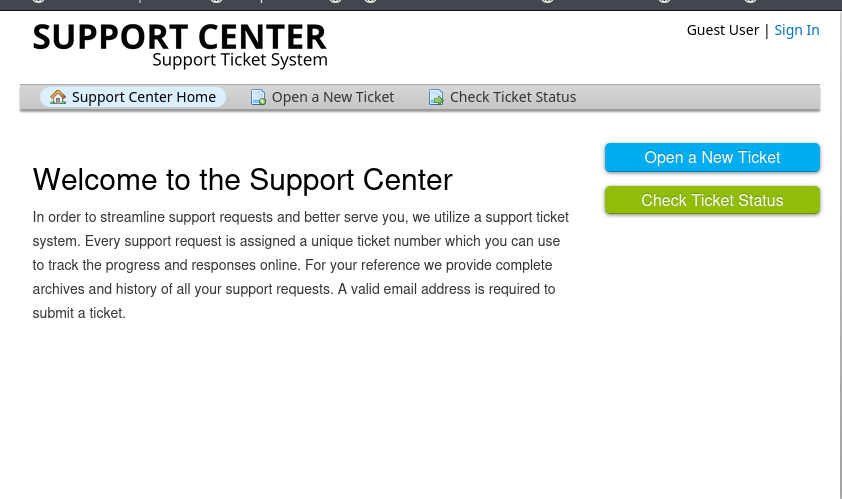 SUPPORT CENTER
Support Ticket System
Guest User | Sign In
Support Center Home
Open a New Ticket
Check Ticket Status
Open a New Ticket
Check Ticket Status
Welcome to the Support Center
In order to streamline support requests and better serve you, we utilize a support ticket
system. Every support request is assigned a unique ticket number which you can use
to track the progress and responses online. For your reference we provide complete
archives and history of all your support requests. A valid email address is required to
submit a ticket.